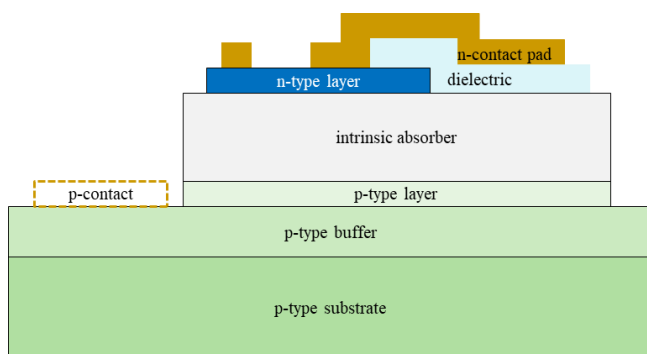 n-contact pad
n-type layer
dielectric
intrinsic absorber
p-contact
p-type layer
p-type buffer
p-type substrate